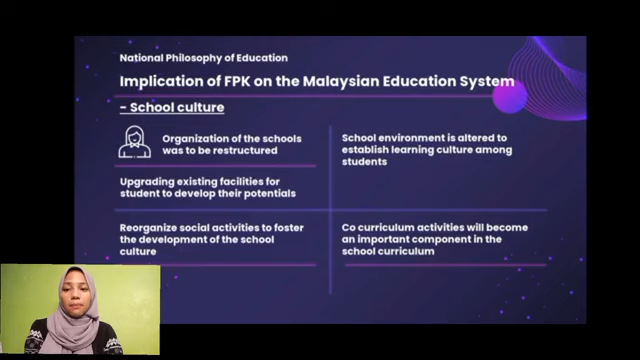 National Philosophy of Education
Implication of FPK on the Malaysian Education System
- School culture
Organization of the schools
was to be restructured
Upgrading existing facilities for
student to develop their potentials
Reorganize social activities to foster
the development of the school
culture
School environment is altered to
establish learning culture among
students
Co curriculum activities will become
an important component in the
school curriculum